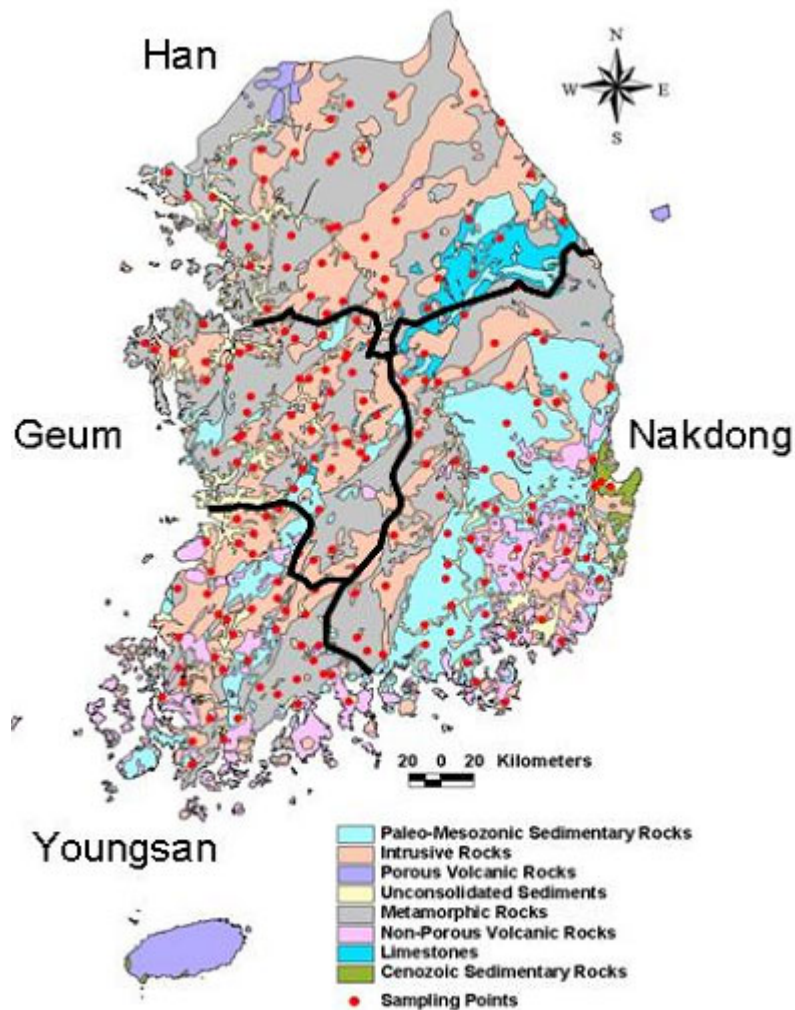 Han
N
W E
S
Geum
Nakdong
20 0 20 Kilometers
Youngsan
Paleo-Mesozonic Sedimentary Rocks
Intrusive Rocks
Porous Volcanic Rocks
Unconsolidated Sediments
Metamorphic Rocks
Non-Porous Volcanic Rocks
Limestones
Cenozoic Sedimentary Rocks
Sampling Points